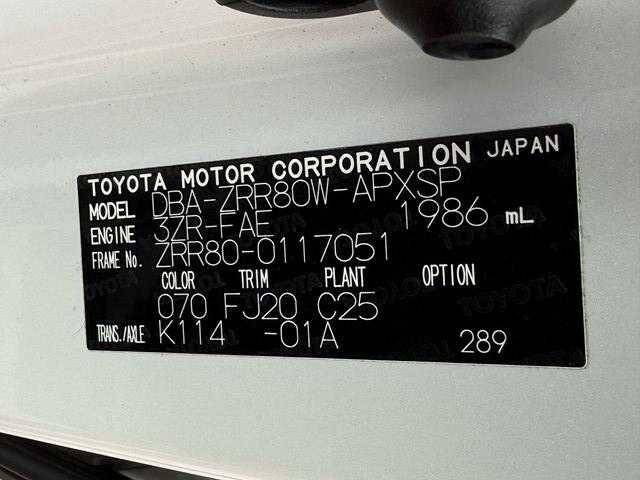 TOYOTA MOTOR CORPORATION JAPAN
MODEL DBA-ZRR80W-APXSP
ENGINE 3ZR-FAE 1986 mL
FRAME No. ZRR80-0117051
COLOR TRIM PLANT OPTION
070 FJ20 C25
TRANS./AXLE K114 -01A 289